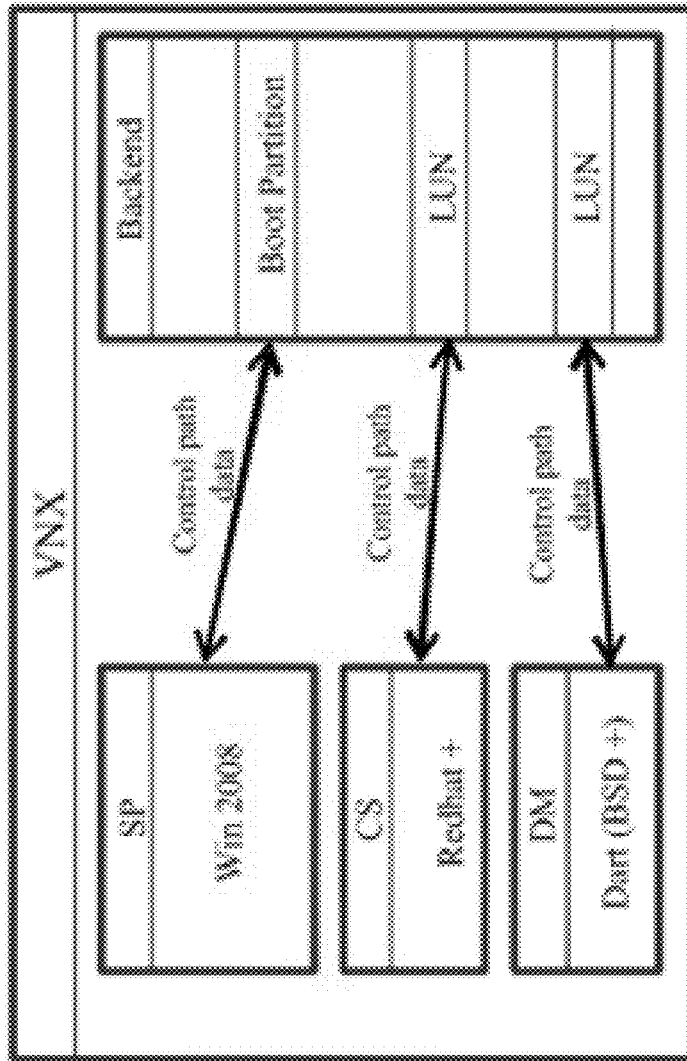 VNX
SP
Win 2008
CS
Redhat +
DM
Dart (BSD +)
Control path
data
Control path
data
Control path
data
Backend
Boot Partition
LUN
LUN